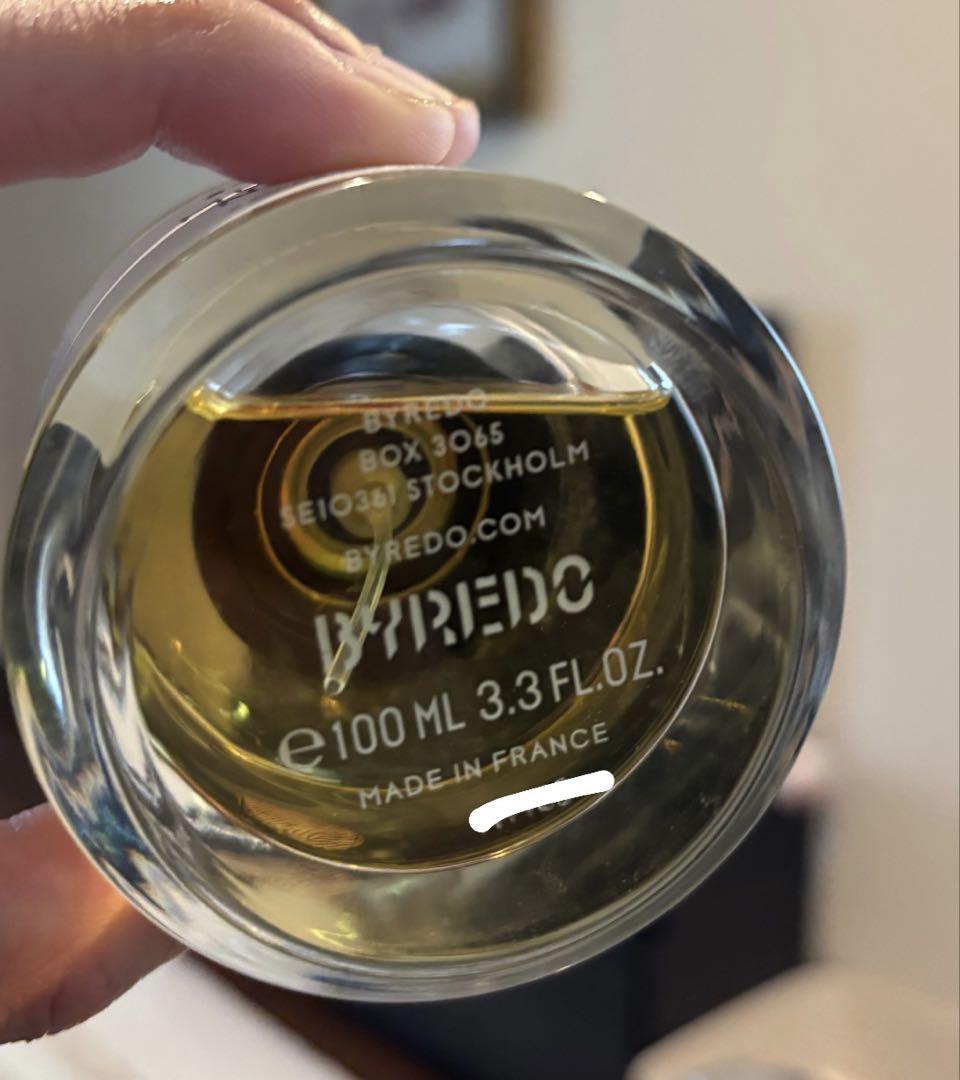 BYREDO
BOX 3065
SE10361 STOCKHOLM
BYREDO.COM
BYREDO
℮100 ML 3.3 FL.OZ.
MADE IN FRANCE